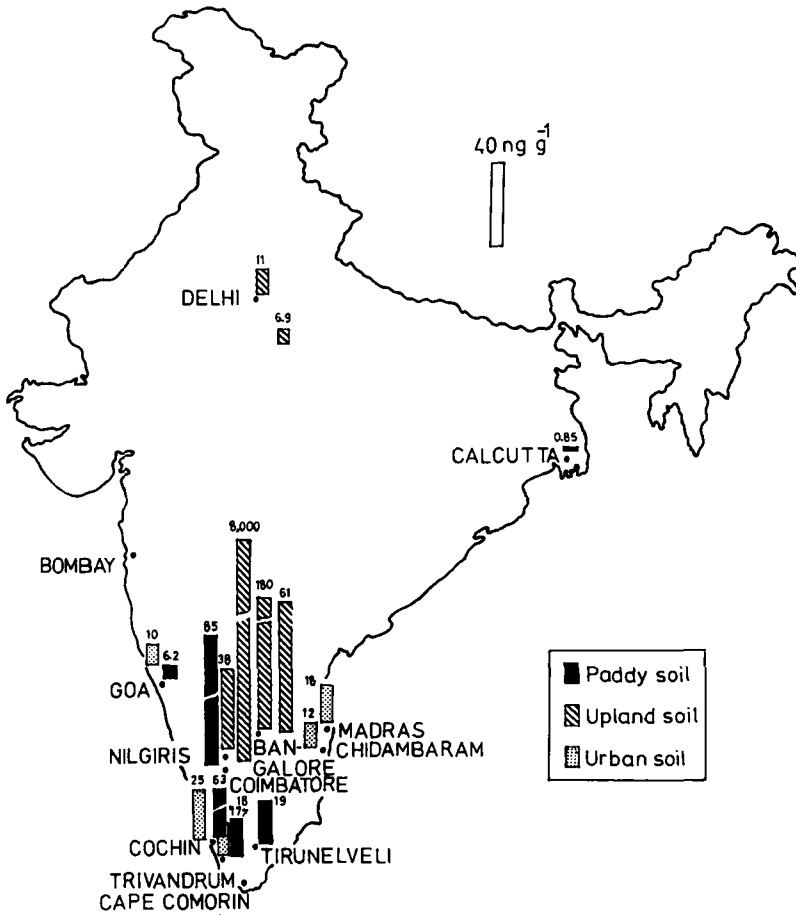 40 ng g⁻¹
11
DELHI
6.9
0.85
CALCUTTA
8,000
BOMBAY
180
61
85
10
6.2
38
18
GOA
12
MADRAS
NILGIRIS
BAN-
CHIDAMBARAM
GALORE
COIMBATORE
25
63
18
19
COCHIN
TIRUNELVELI
TRIVANDRUM
CAPE COMORIN
Paddy soil
Upland soil
Urban soil